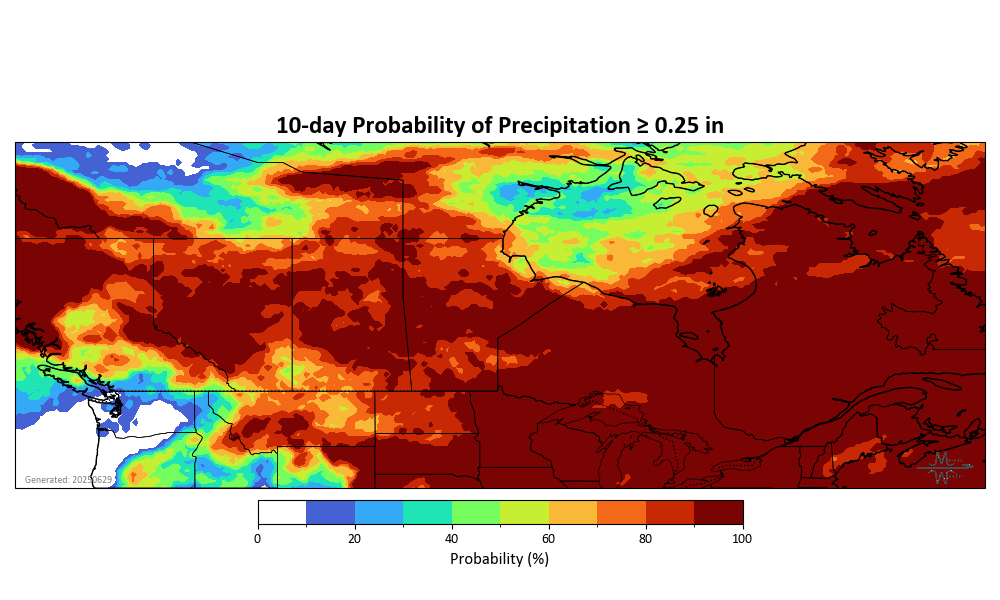 10-day Probability of Precipitation ≥ 0.25 in
Generated: 20250629
0 20 40 60 80 100
Probability (%)